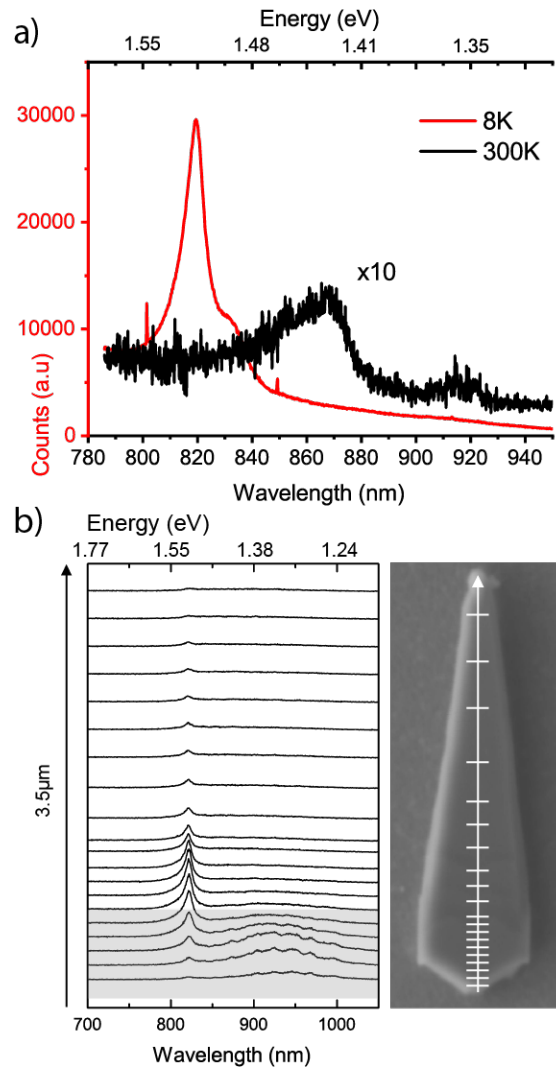 a)
Energy (eV)
1.55 1.48 1.41 1.35
30000
20000
10000
0
Counts (a.u)
8K
300K
x10
780 800 820 840 860 880 900 920 940
Wavelength (nm)
b)
Energy (eV)
1.77 1.55 1.38 1.24
3.5μm
700 800 900 1000
Wavelength (nm)